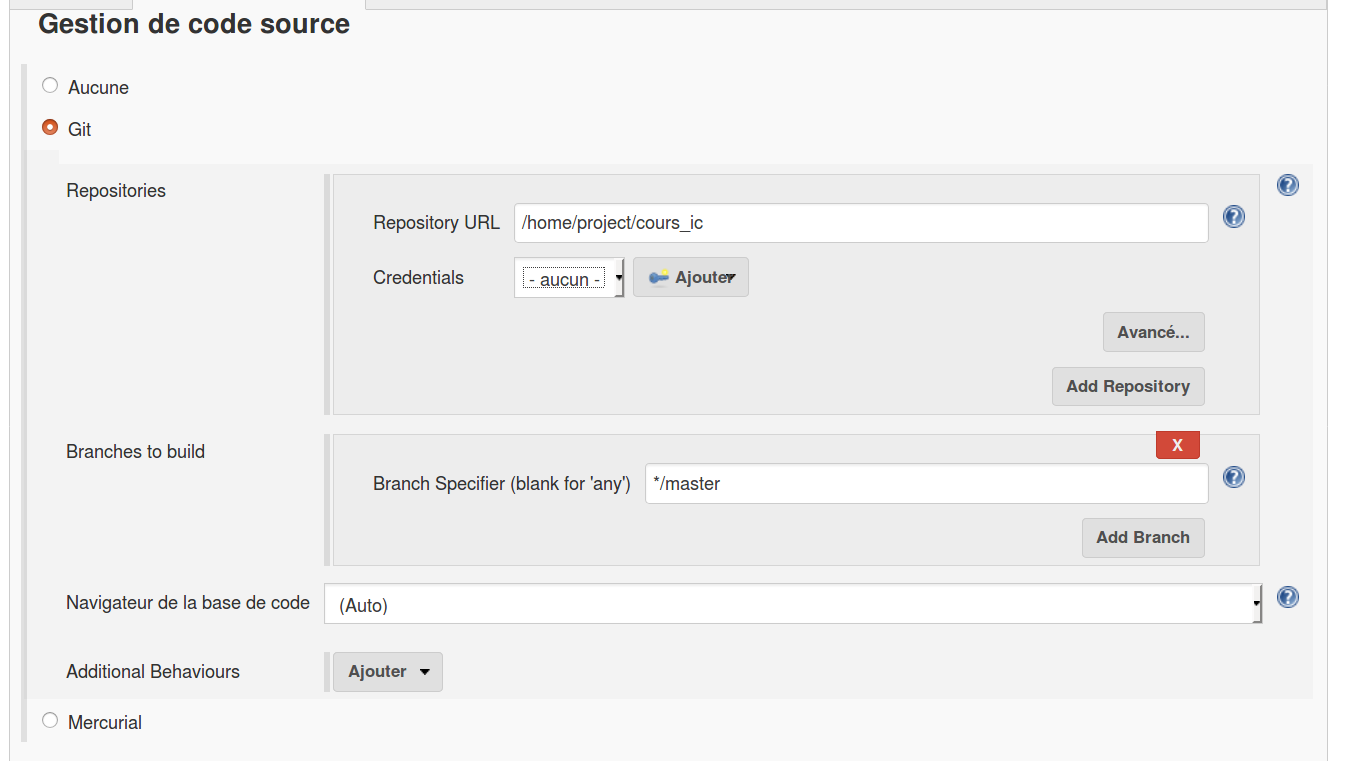 Gestion de code source
Aucune
Git
Repositories
Repository URL /home/project/cours_ic
Credentials - aucun - Ajouter
Avancé...
Add Repository
Branches to build
X
Branch Specifier (blank for 'any') */master
Add Branch
Navigateur de la base de code (Auto)
Additional Behaviours Ajouter
Mercurial